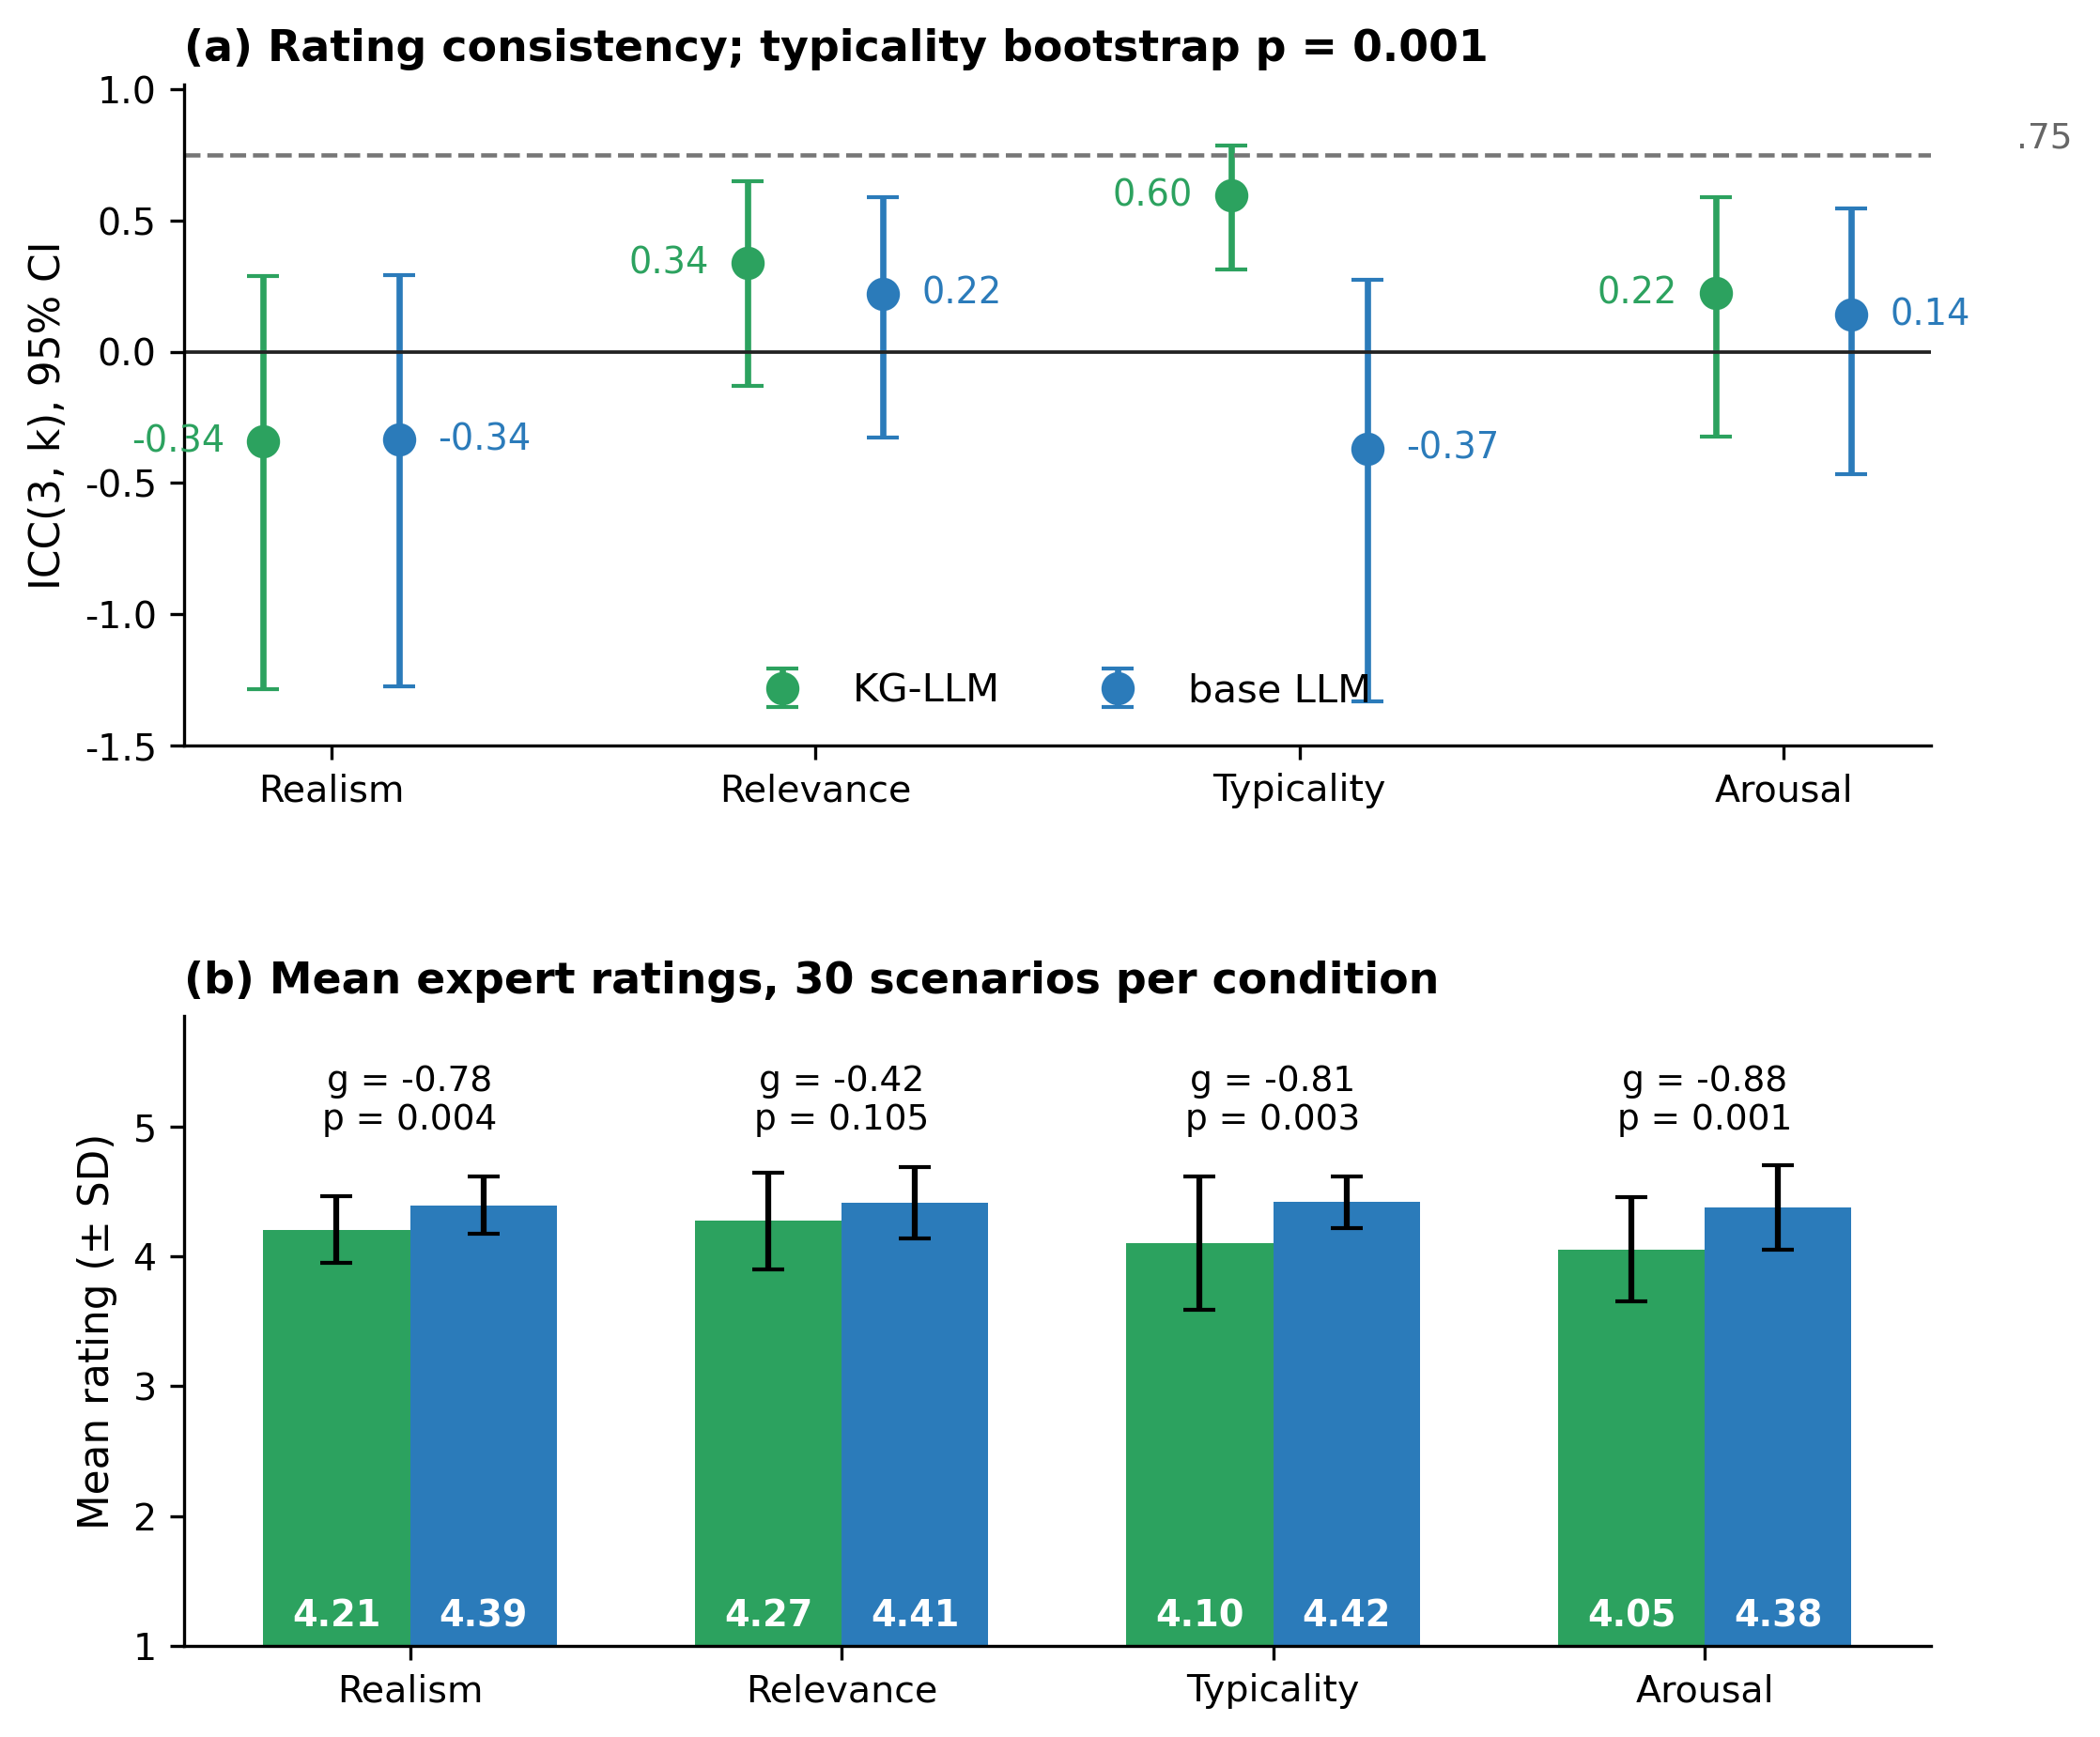 (a) Rating consistency; typicality bootstrap p = 0.001
ICC(3, k), 95% CI
1.0
0.5
0.0
-0.5
-1.0
-1.5
.75
-0.34
-0.34
0.34
0.22
0.60
-0.37
0.22
0.14
KG-LLM
base LLM
Realism
Relevance
Typicality
Arousal
(b) Mean expert ratings, 30 scenarios per condition
Mean rating (± SD)
5
4
3
2
1
g = -0.78
p = 0.004
g = -0.42
p = 0.105
g = -0.81
p = 0.003
g = -0.88
p = 0.001
4.21
4.39
4.27
4.41
4.10
4.42
4.05
4.38
Realism
Relevance
Typicality
Arousal